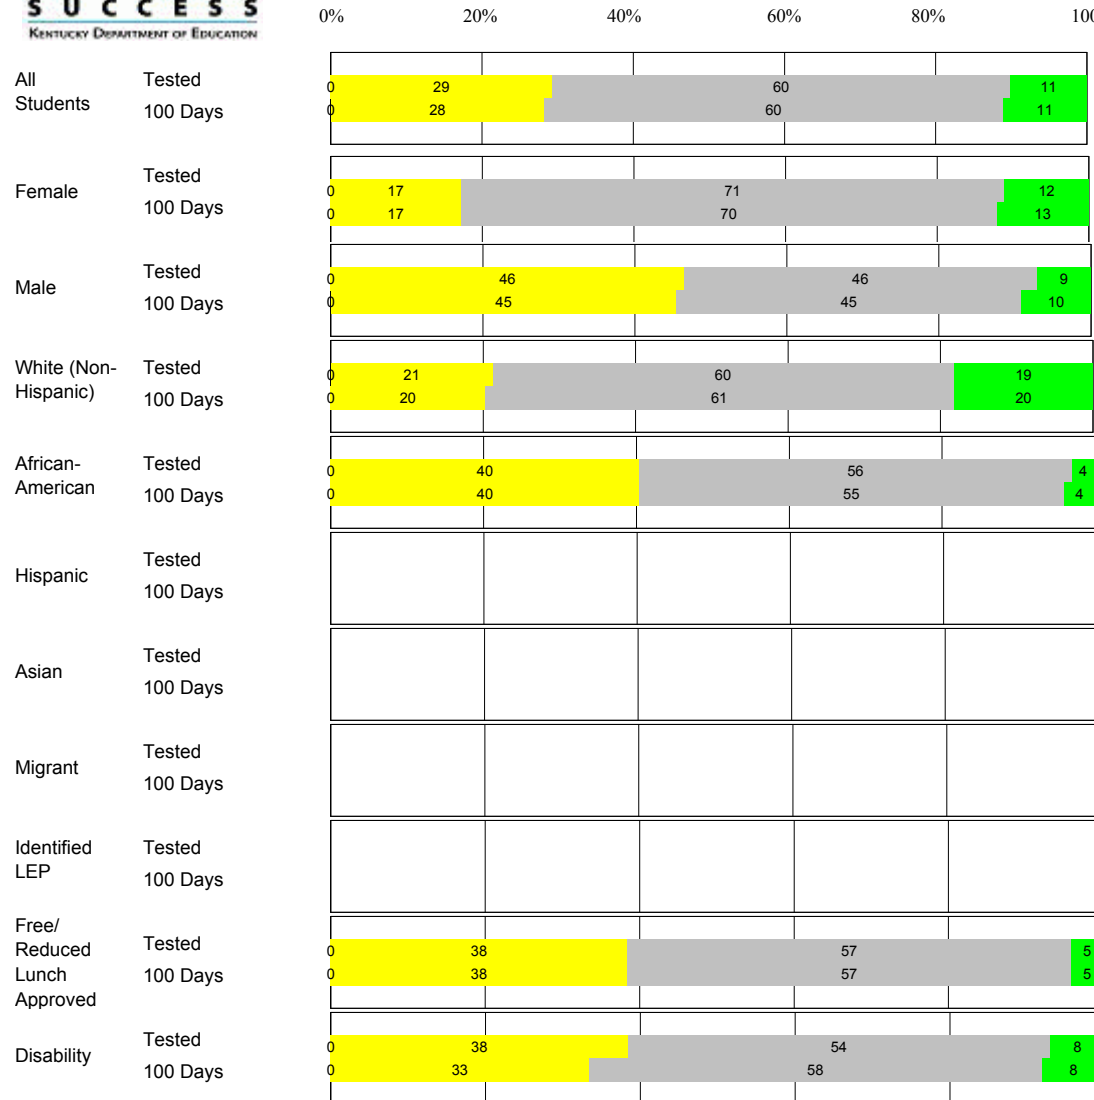 SUCCESS
KENTUCKY DEPARTMENT OF EDUCATION
0% 20% 40% 60% 80% 100
All Students Tested 0 29 60 11
100 Days 0 28 60 11
Female Tested 0 17 71 12
100 Days 0 17 70 13
Male Tested 0 46 46 9
100 Days 0 45 45 10
White (Non-
Hispanic) Tested 0 21 60 19
100 Days 0 20 61 20
African-
American Tested 0 40 56 4
100 Days 0 40 55 4
Hispanic Tested
100 Days
Asian Tested
100 Days
Migrant Tested
100 Days
Identified
LEP Tested
100 Days
Free/
Reduced
Lunch
Approved Tested 0 38 57 5
100 Days 0 38 57 5
Disability Tested 0 38 54 8
100 Days 0 33 58 8